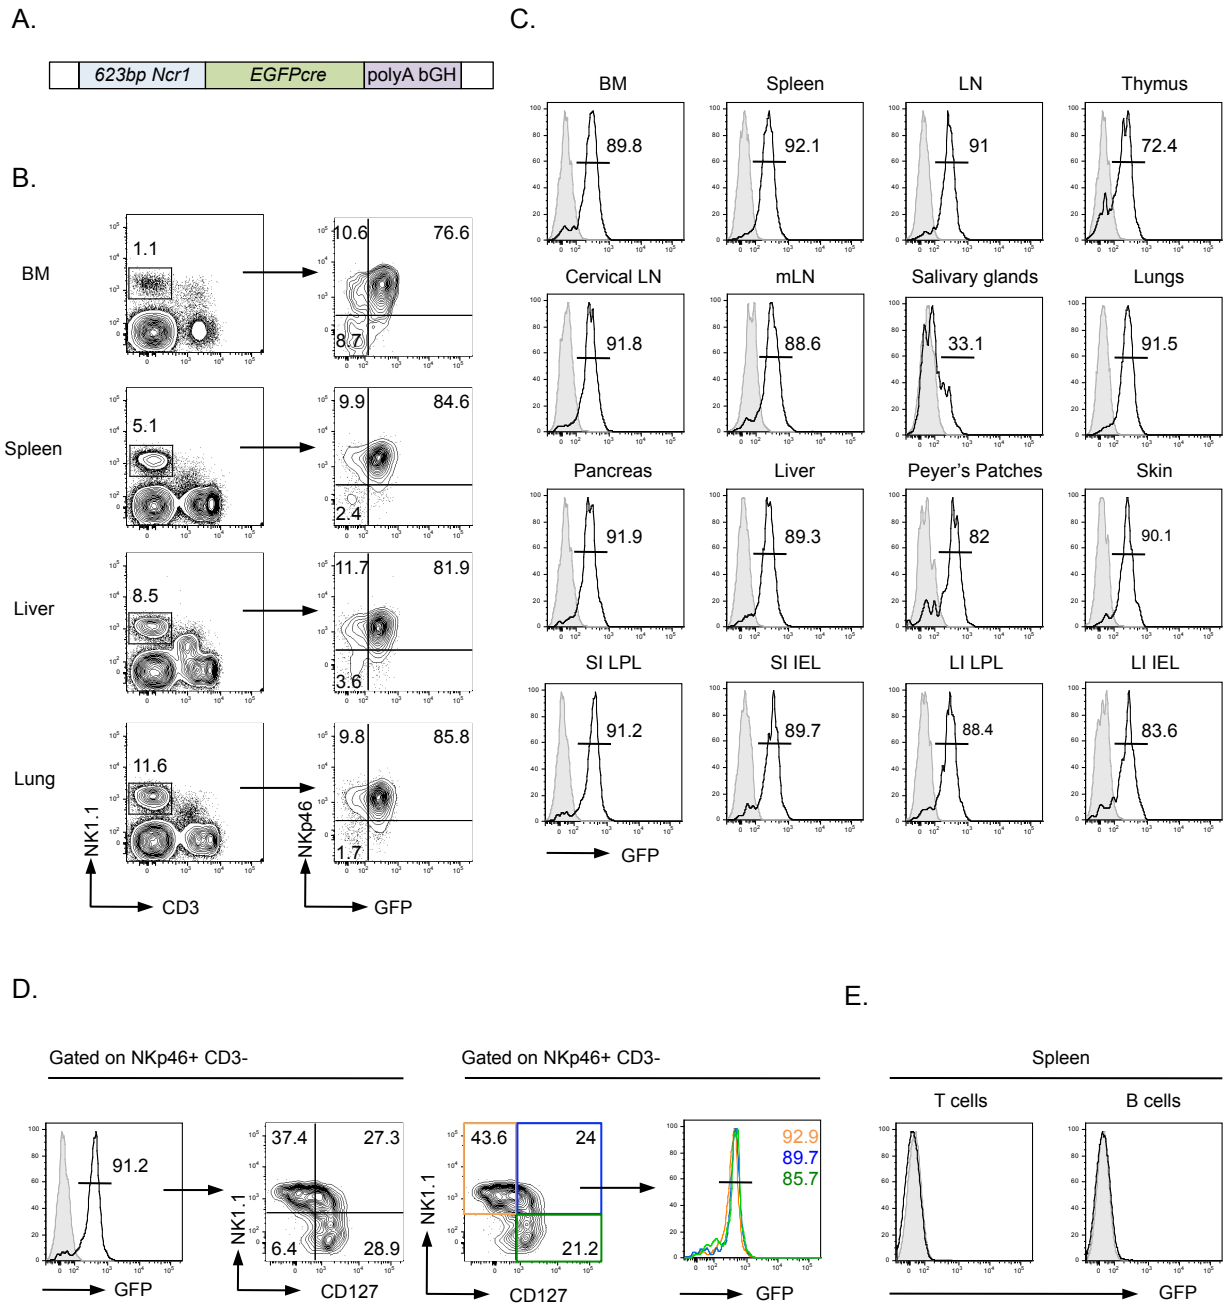 A.
623bp Ncr1 EGFPcre polyA bGH
B.
BM
1.1
10.6 76.6
8.7
Spleen
5.1
9.9 84.6
2.4
Liver
8.5
11.7 81.9
3.6
Lung
11.6
9.8 85.8
1.7
NK1.1
CD3
NKp46
GFP
C.
BM Spleen LN Thymus
89.8 92.1 91 72.4
Cervical LN mLN Salivary glands Lungs
91.8 88.6 33.1 91.5
Pancreas Liver Peyer's Patches Skin
91.9 89.3 82 90.1
SI LPL SI IEL LI LPL LI IEL
91.2 89.7 88.4 83.6
GFP
D.
Gated on NKp46+ CD3-
91.2
GFP
37.4 27.3
6.4 28.9
NK1.1
CD127
Gated on NKp46+ CD3-
43.6 24
21.2
NK1.1
CD127
92.9
89.7
85.7
GFP
E.
Spleen
T cells B cells
GFP